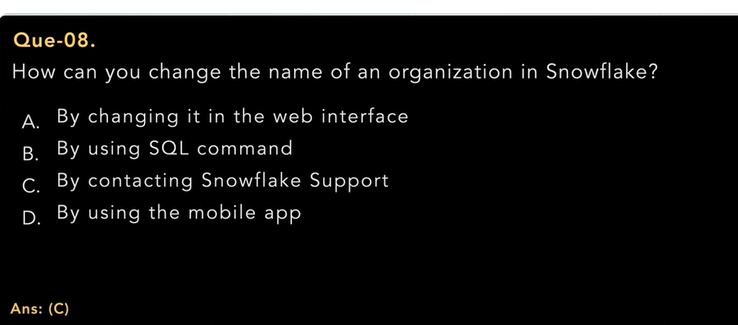 Que-08.
How can you change the name of an organization in Snowflake?
A. By changing it in the web interface
B. By using SQL command
C. By contacting Snowflake Support
D. By using the mobile app
Ans: (C)